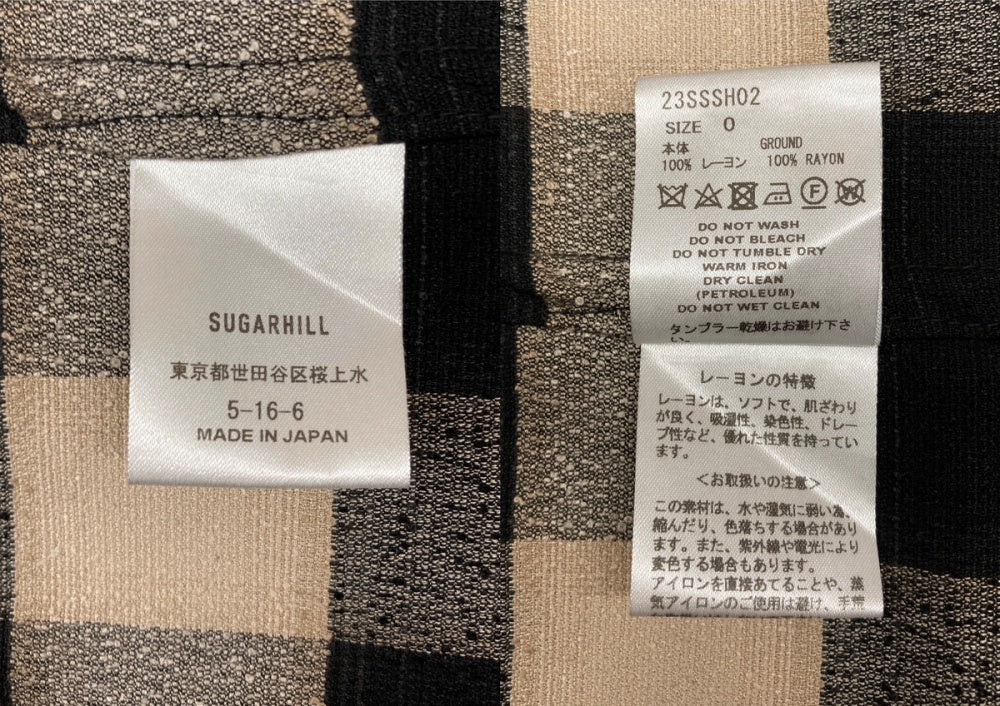 SUGARHILL
東京都世田谷区桜上水
5-16-6
MADE IN JAPAN
23SSSH02
SIZE 0
本体 GROUND
100% レーヨン 100% RAYON
F
W
DO NOT WASH
DO NOT BLEACH
DO NOT TUMBLE DRY
WARM IRON
DRY CLEAN
(PETROLEUM)
DO NOT WET CLEAN
タンブラー乾燥はお避け下さ
い。
レーヨンの特徴
レーヨンは、ソフトで、肌ざわり
が良く、吸湿性、染色性、ドレー
プ性など、優れた性質を持ってい
ます。
<お取扱いの注意>
この素材は、水や湿気に弱い為、
縮んだり、色落ちする場合があり
ます。また、紫外線や電光により
変色する場合もあります。
アイロンを直接あてることや、蒸
気アイロンのご使用は避け、手荒